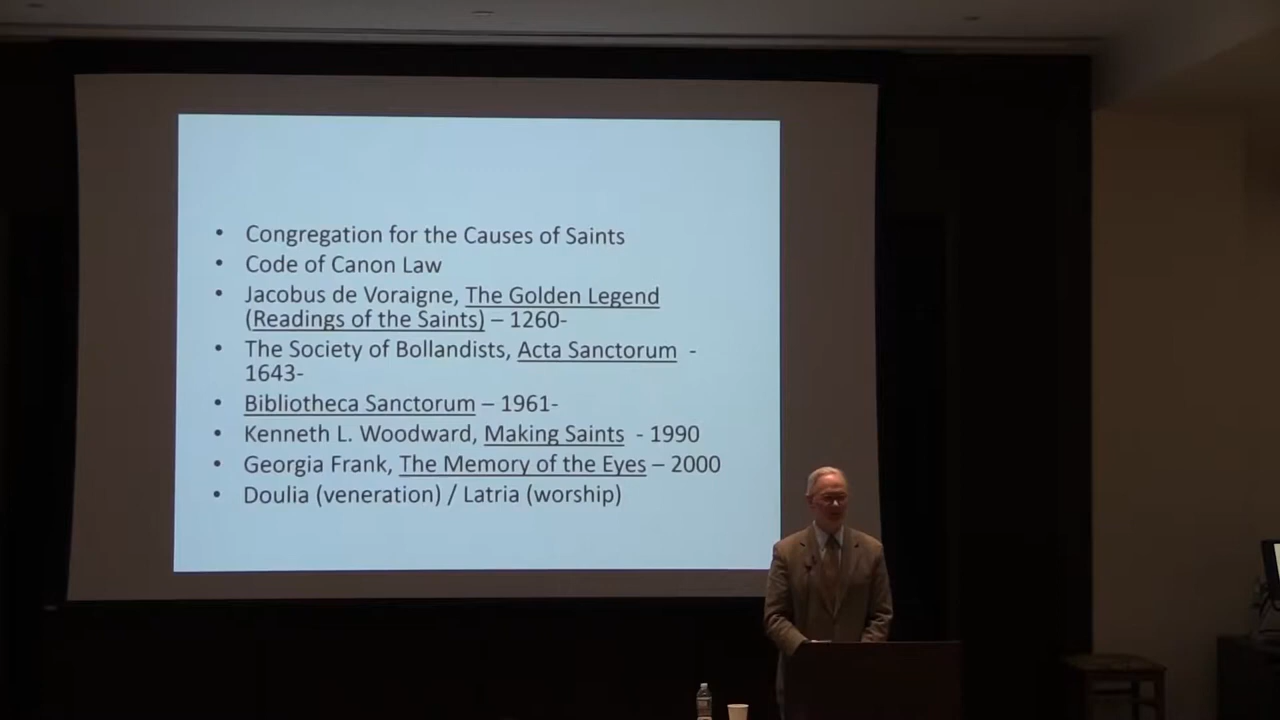 • Congregation for the Causes of Saints
• Code of Canon Law
• Jacobus de Voraigne, The Golden Legend
(Readings of the Saints) – 1260-
• The Society of Bollandists, Acta Sanctorum -
1643-
• Bibliotheca Sanctorum – 1961-
• Kenneth L. Woodward, Making Saints - 1990
• Georgia Frank, The Memory of the Eyes – 2000
• Doulia (veneration) / Latria (worship)